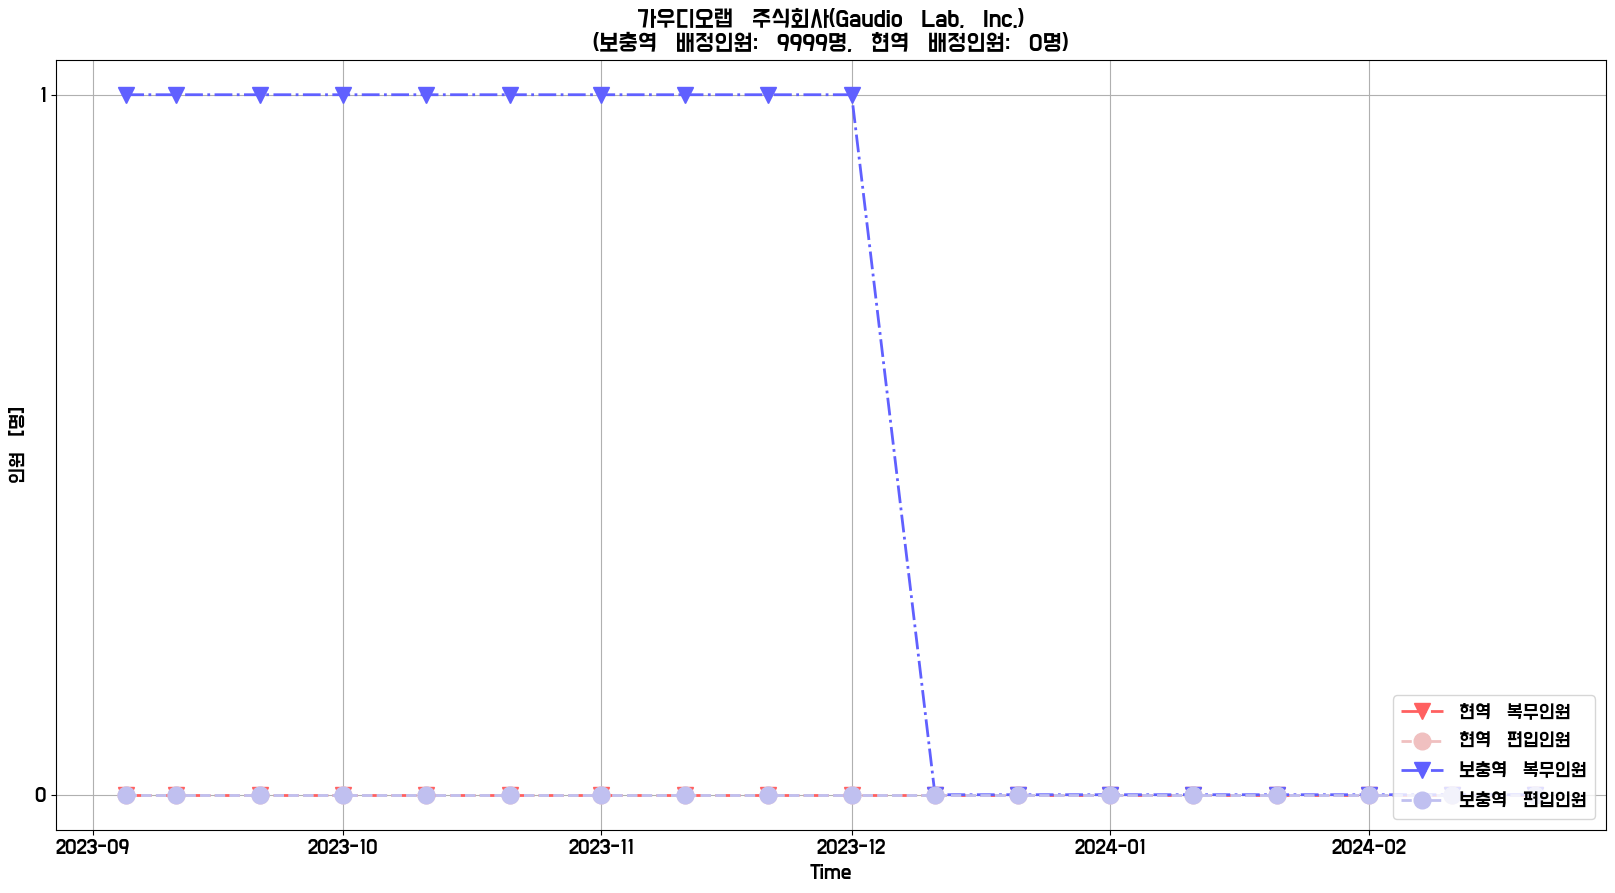 가우디오랩 주식회사(Gaudio Lab. Inc.)
(보충역 배정인원: 9999명, 현역 배정인원: 0명)
인원 [명]
1
0
현역 복무인원
현역 편입인원
보충역 복무인원
보충역 편입인원
2023-09 2023-10 2023-11 2023-12 2024-01 2024-02
Time